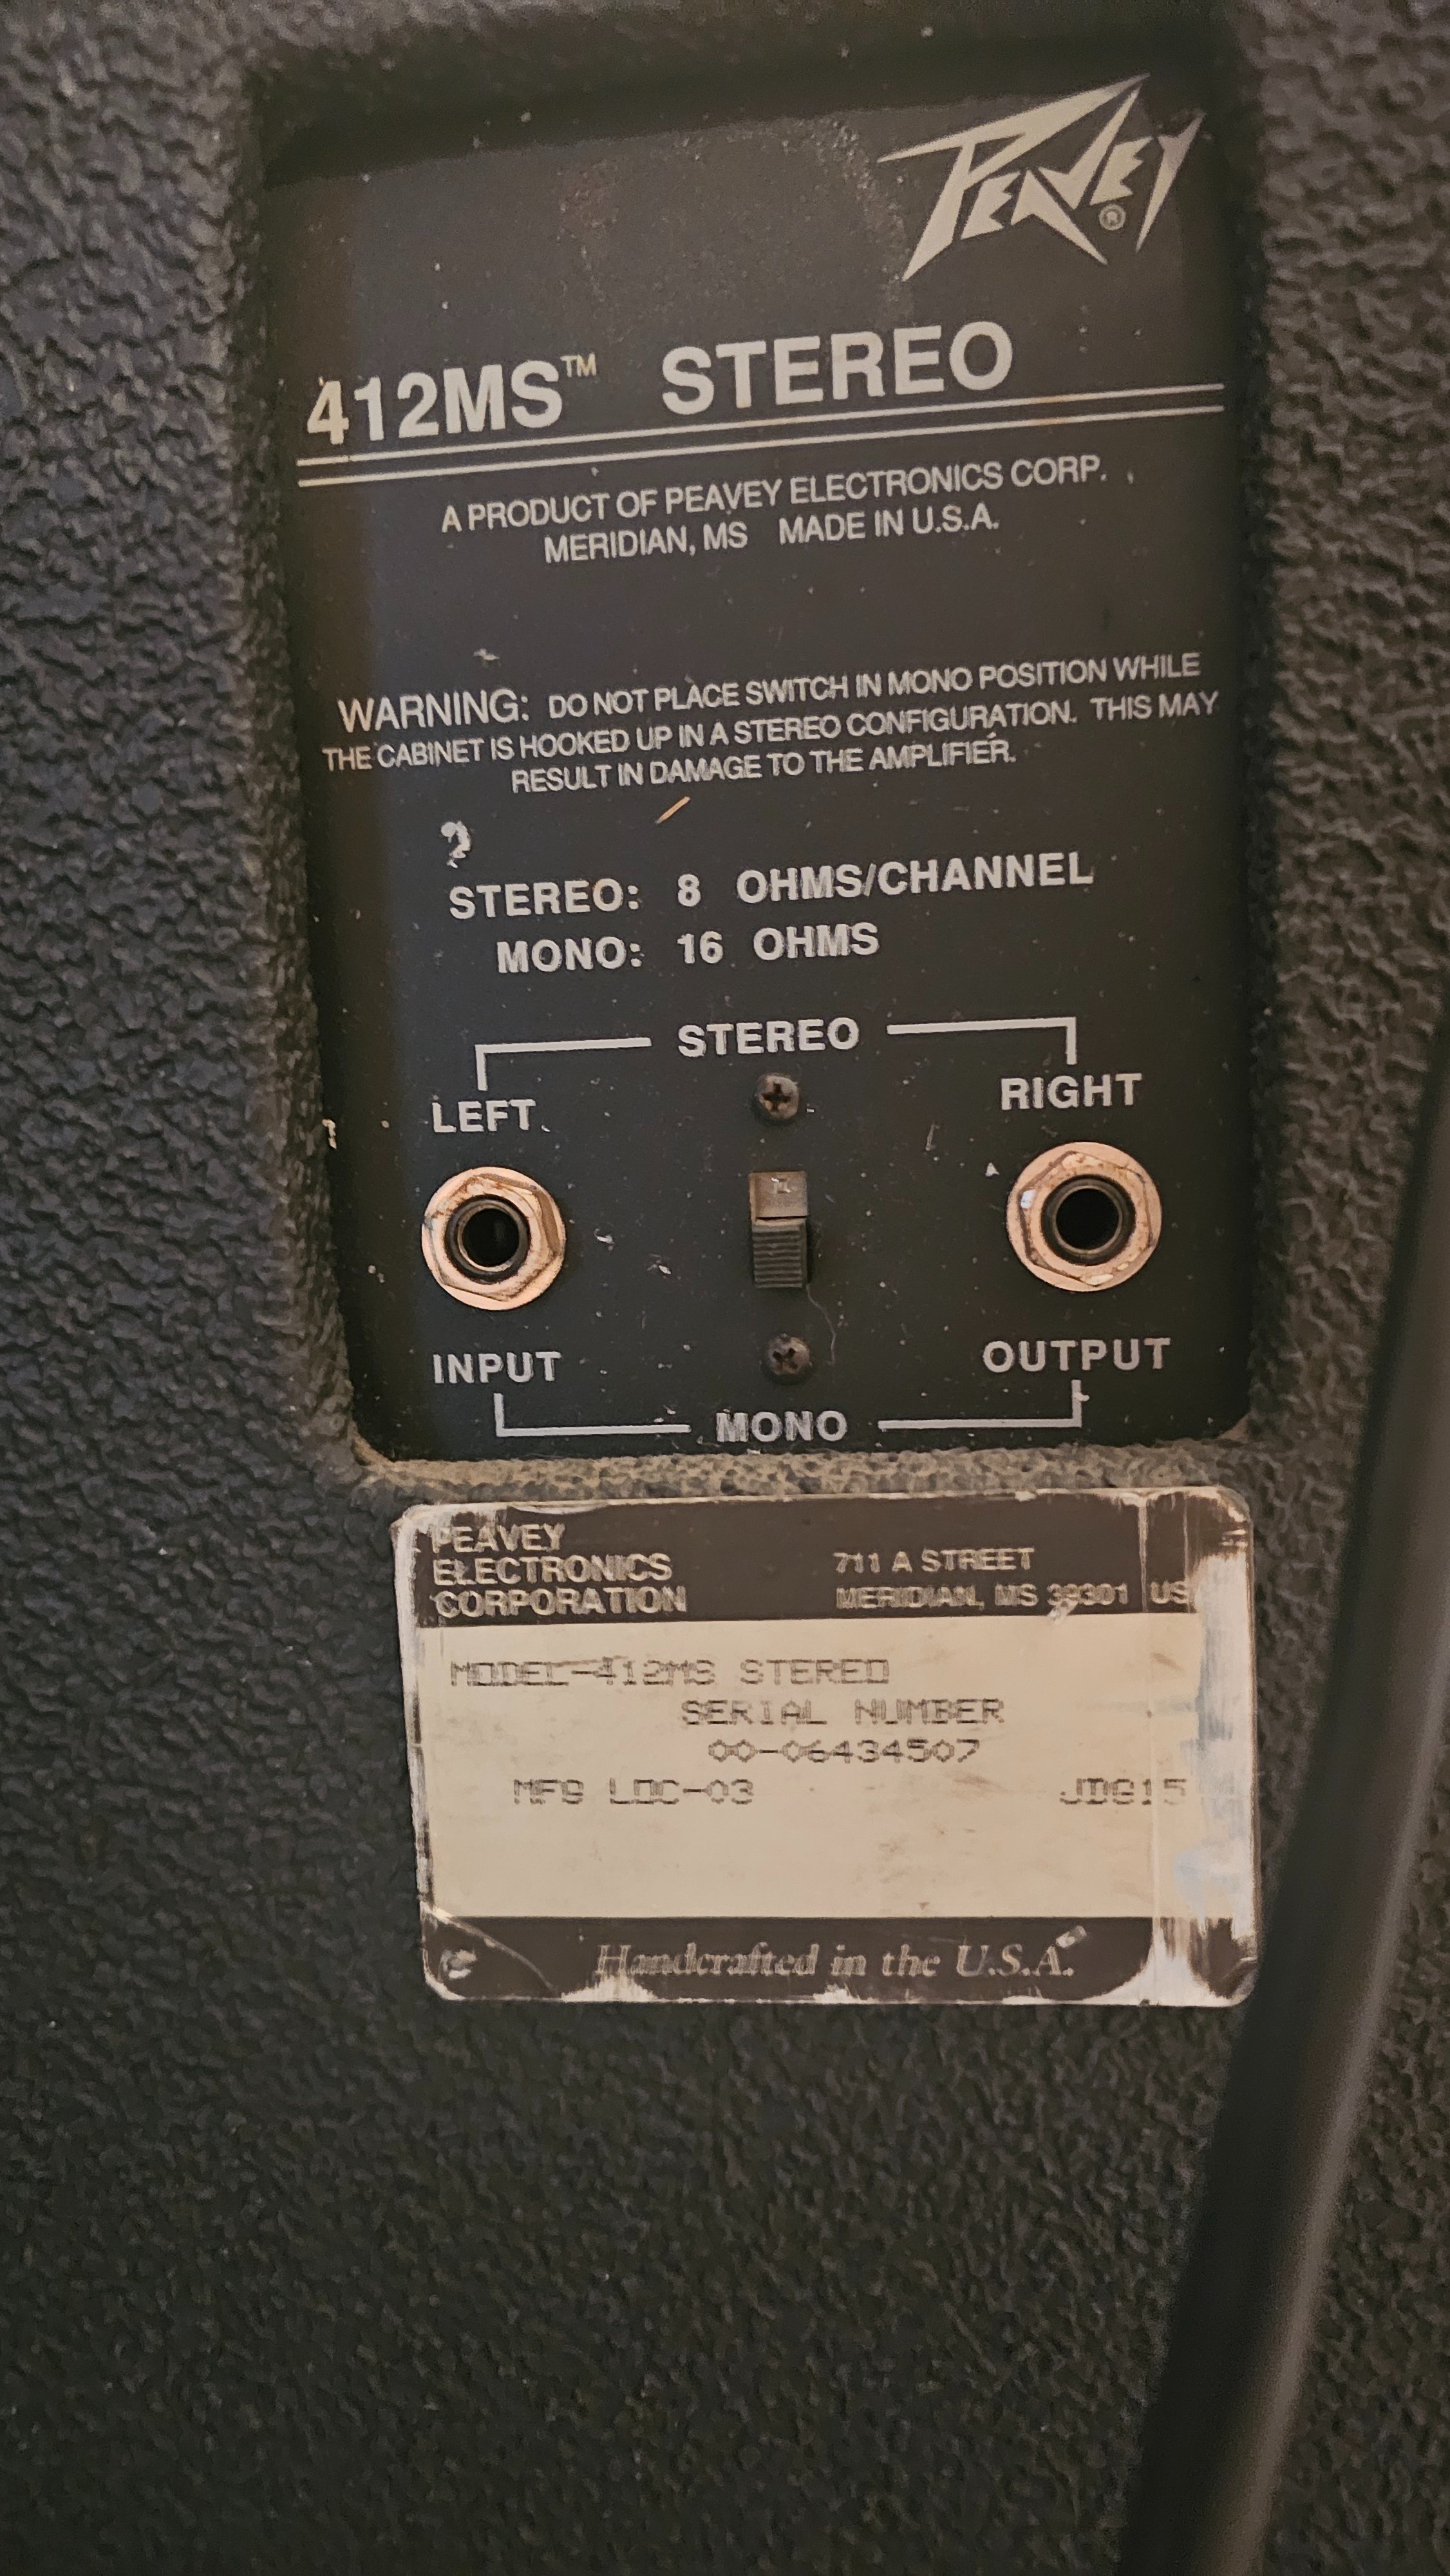 PEAVEY®
412MS™ STEREO
A PRODUCT OF PEAVEY ELECTRONICS CORP.
MERIDIAN, MS MADE IN U.S.A.
WARNING: DO NOT PLACE SWITCH IN MONO POSITION WHILE
THE CABINET IS HOOKED UP IN A STEREO CONFIGURATION. THIS MAY
RESULT IN DAMAGE TO THE AMPLIFIER.
STEREO: 8 OHMS/CHANNEL
MONO: 16 OHMS
STEREO
LEFT RIGHT
INPUT OUTPUT
MONO
PEAVEY
ELECTRONICS 711 A STREET
CORPORATION MERIDIAN, MS 39301 US
MODEL-412MS STEREO
SERIAL NUMBER
00-06434507
MFG LOC-03 JDG15
Handcrafted in the U.S.A.